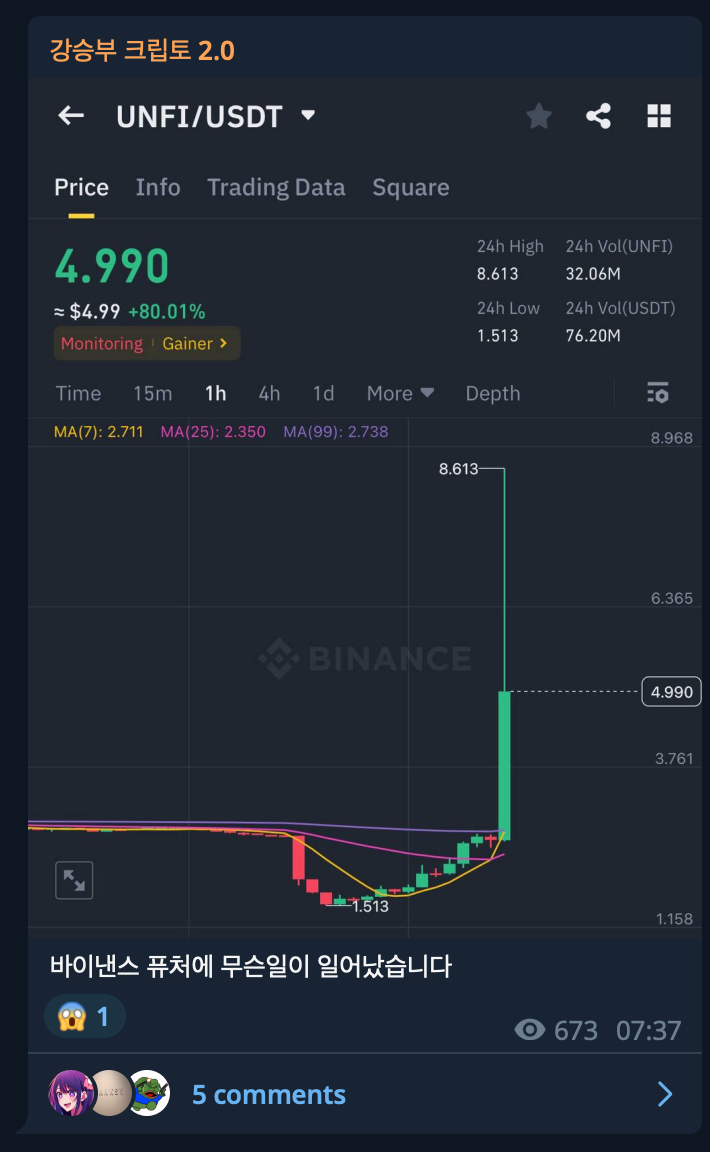 강승부 크립토 2.0
UNFI/USDT
Price Info Trading Data Square
4.990
≈ $4.99 +80.01%
Monitoring Gainer
24h High 24h Vol(UNFI)
8.613 32.06M
24h Low 24h Vol(USDT)
1.513 76.20M
Time 15m 1h 4h 1d More Depth
MA(7): 2.711 MA(25): 2.350 MA(99): 2.738
8.968
8.613
6.365
BINANCE
4.990
3.761
1.513
1.158
바이낸스 퓨처에 무슨일이 일어났습니다
1
673 07:37
5 comments